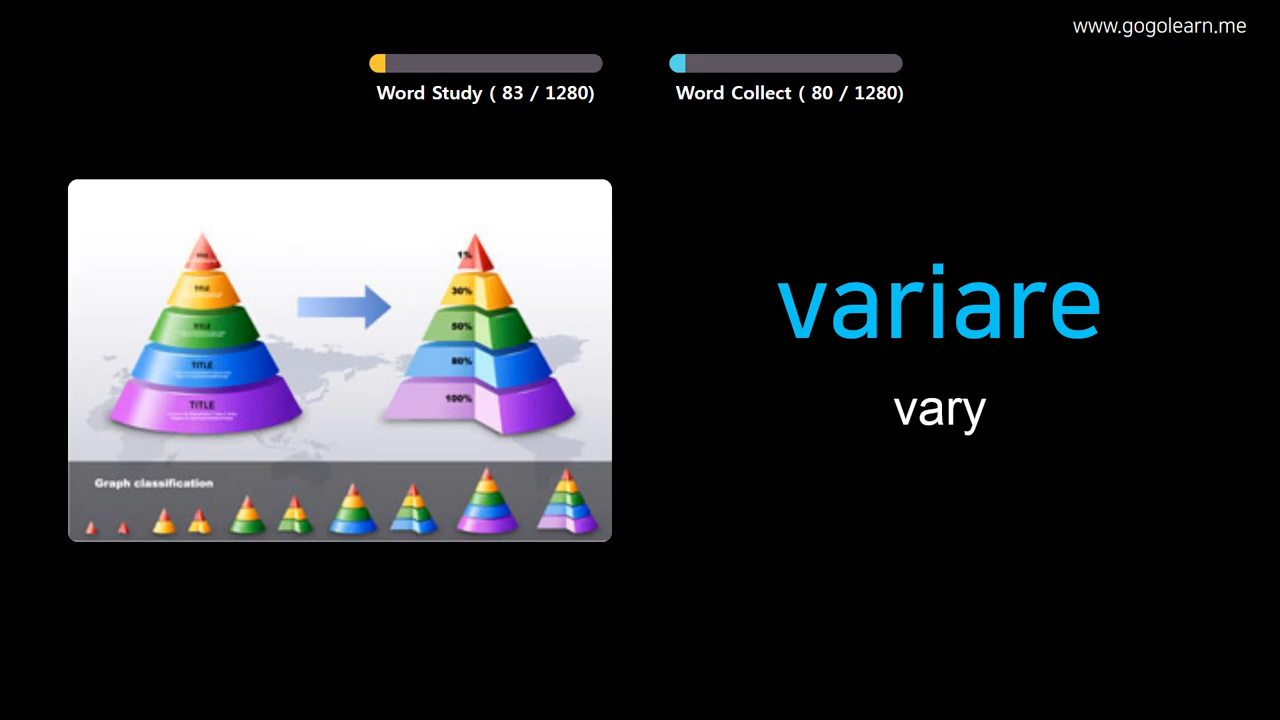 www.gogolearn.me
Word Study ( 83 / 1280)
Word Collect ( 80 / 1280)
TITLE
TITLE
TITLE
TITLE
1%
30%
50%
80%
100%
Graph classification
variare
vary